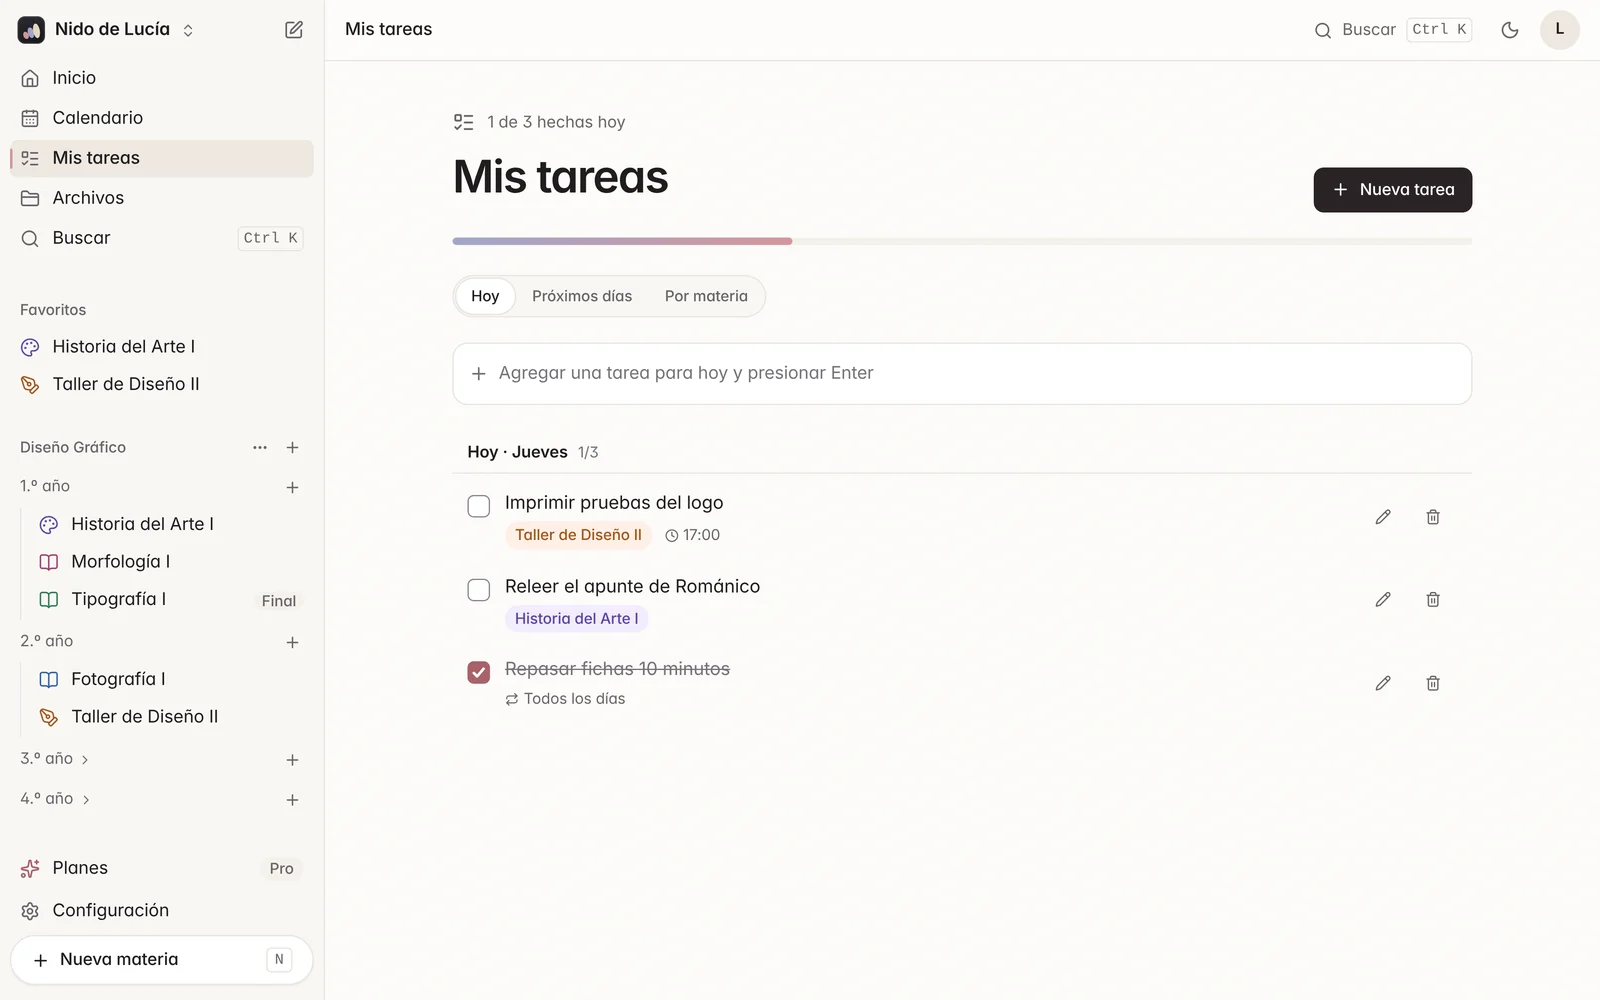 Nido de Lucía
Inicio
Calendario
Mis tareas
Archivos
Buscar Ctrl K
Favoritos
Historia del Arte I
Taller de Diseño II
Diseño Gráfico
1.º año
Historia del Arte I
Morfología I
Tipografía I Final
2.º año
Fotografía I
Taller de Diseño II
3.º año
4.º año
Planes Pro
Configuración
Nueva materia N
Mis tareas
Buscar Ctrl K
L
1 de 3 hechas hoy
Mis tareas
Nueva tarea
Hoy Próximos días Por materia
Agregar una tarea para hoy y presionar Enter
Hoy · Jueves 1/3
Imprimir pruebas del logo
Taller de Diseño II 17:00
Releer el apunte de Románico
Historia del Arte I
Repasar fichas 10 minutos
Todos los días